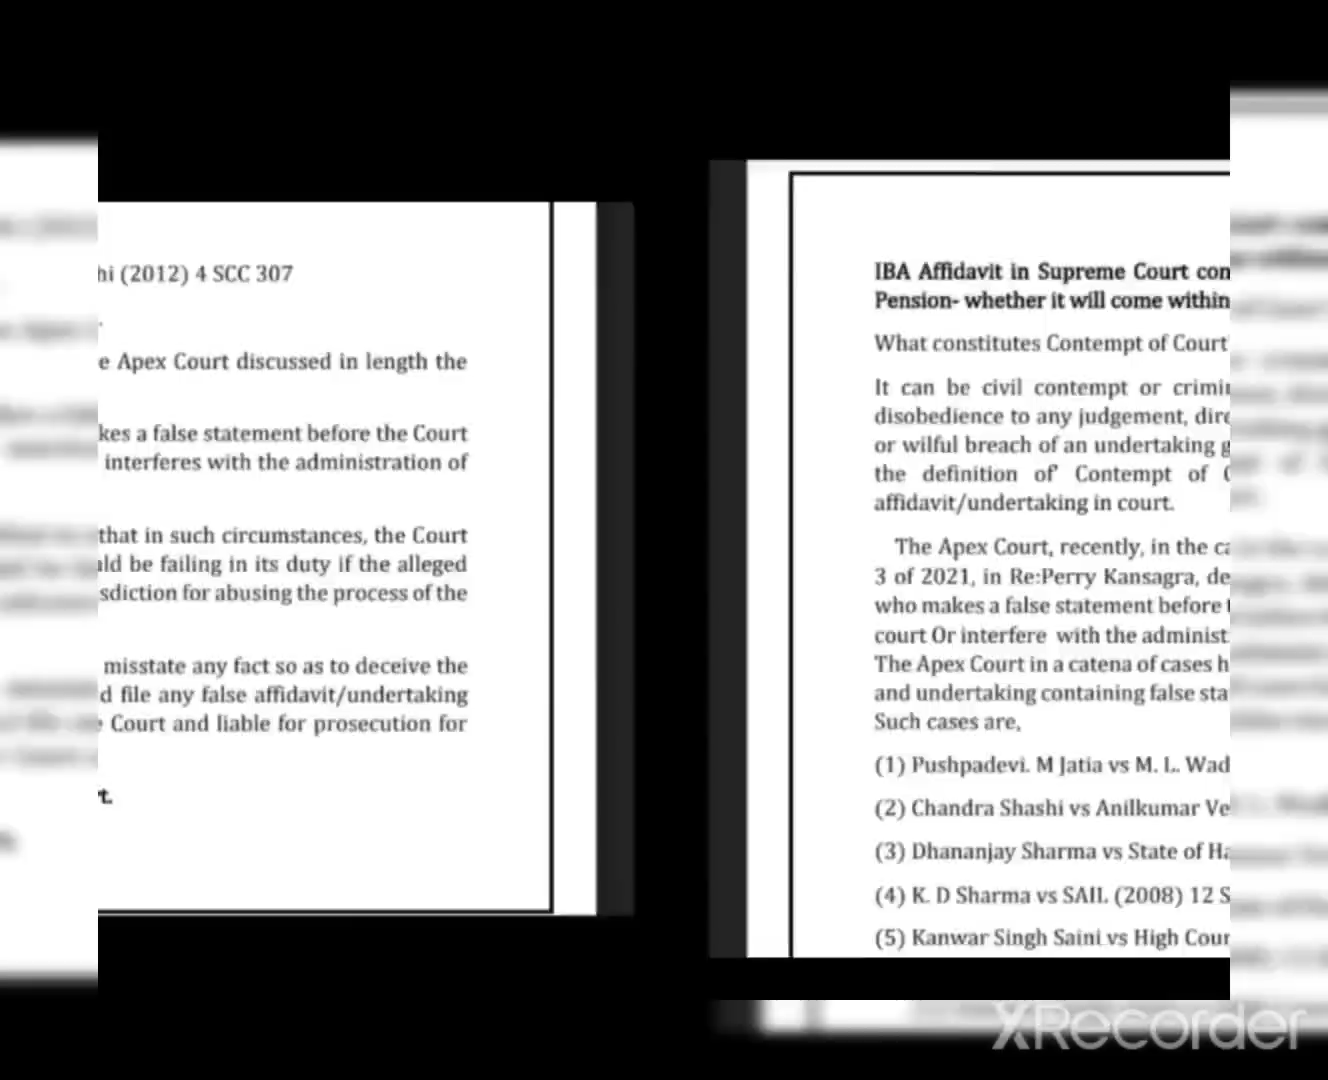 hi (2012) 4 SCC 307
e Apex Court discussed in length the
kes a false statement before the Court
interferes with the administration of
that in such circumstances, the Court
uld be failing in its duty if the alleged
sdiction for abusing the process of the
misstate any fact so as to deceive the
d file any false affidavit/undertaking
Court and liable for prosecution for
t.
IBA Affidavit in Supreme Court con
Pension- whether it will come within
What constitutes Contempt of Court
It can be civil contempt or crimi
disobedience to any judgement, dire
or wilful breach of an undertaking g
the definition of Contempt of C
affidavit/undertaking in court.
The Apex Court, recently, in the ca
3 of 2021, in Re:Perry Kansagra, de
who makes a false statement before t
court Or interfere with the administ
The Apex Court in a catena of cases h
and undertaking containing false sta
Such cases are,
(1) Pushpadevi. M Jatia vs M. L. Wad
(2) Chandra Shashi vs Anilkumar Ve
(3) Dhananjay Sharma vs State of Ha
(4) K. D Sharma vs SAIL (2008) 12 S
(5) Kanwar Singh Saini vs High Cour
XRecorder